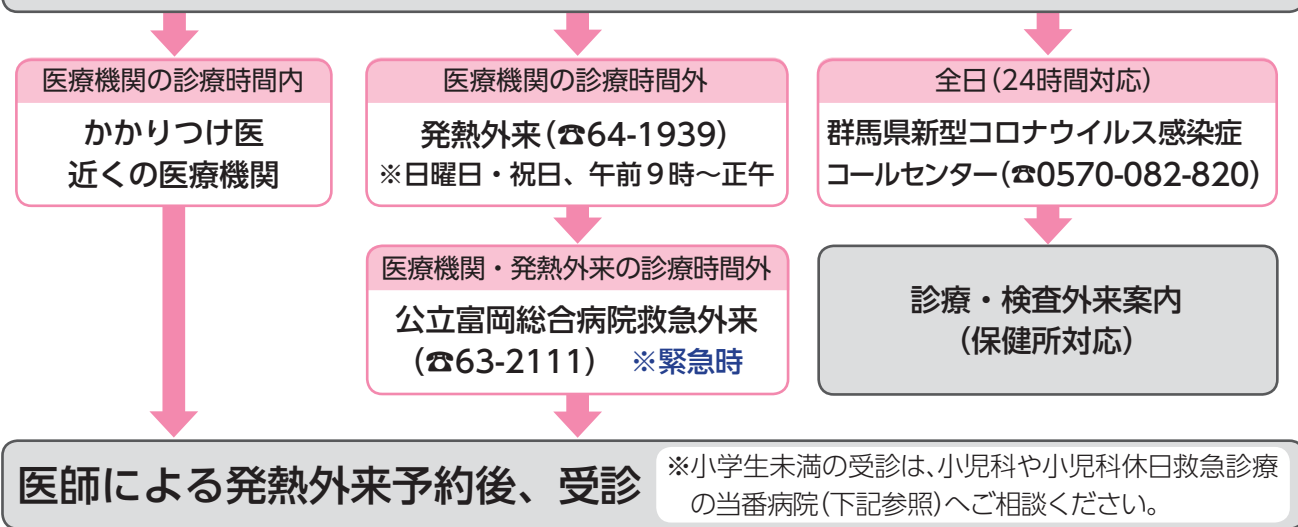 医療機関の診療時間内
かかりつけ医
近くの医療機関
医療機関の診療時間外
発熱外来(☎64-1939)
※日曜日・祝日、午前9時〜正午
医療機関・発熱外来の診療時間外
公立富岡総合病院救急外来
(☎63-2111) ※緊急時
全日(24時間対応)
群馬県新型コロナウイルス感染症
コールセンター(☎0570-082-820)
診療・検査外来案内
(保健所対応)
医師による発熱外来予約後、受診
※小学生未満の受診は、小児科や小児科休日救急診療
の当番病院(下記参照)へご相談ください。